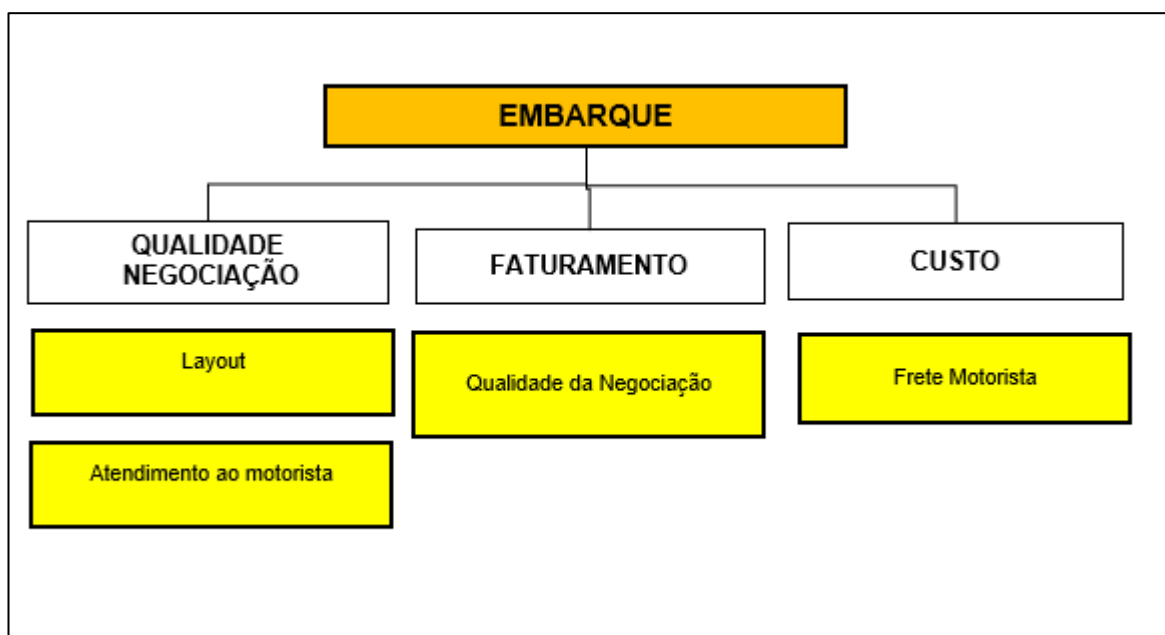 EMBARQUE
QUALIDADE
NEGOCIAÇÃO
FATURAMENTO
CUSTO
Layout
Qualidade da Negociação
Frete Motorista
Atendimento ao motorista